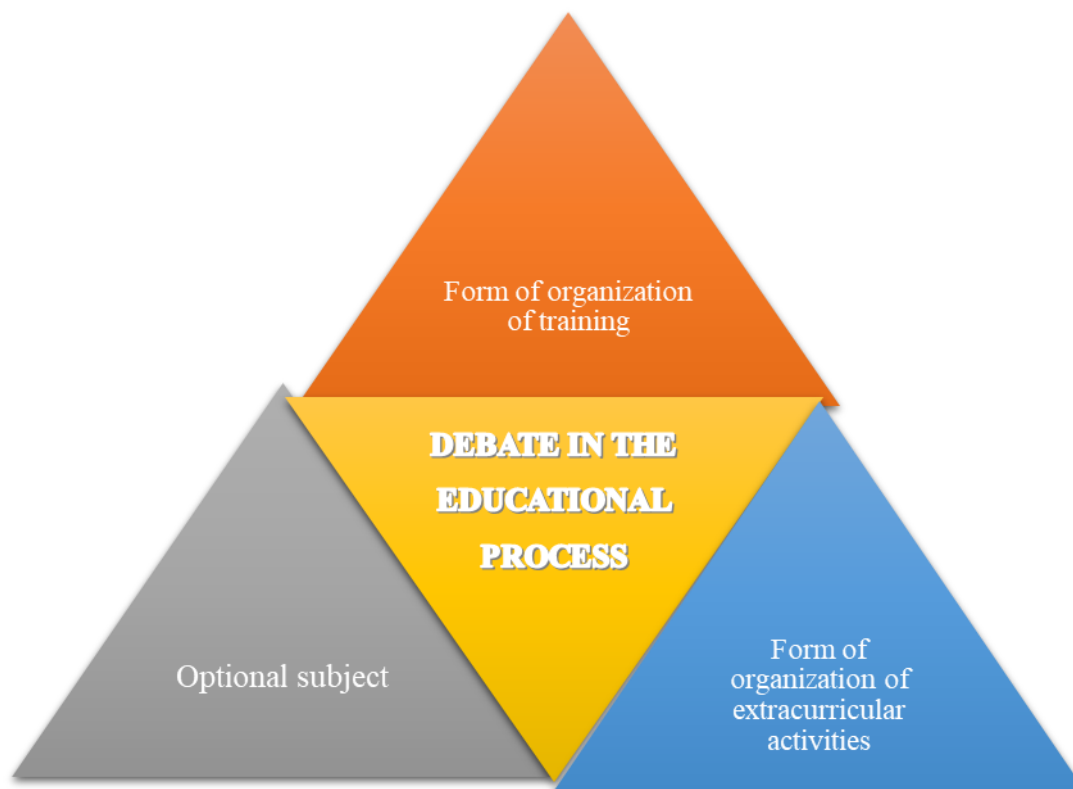 Form of organization
of training
DEBATE IN THE
EDUCATIONAL
PROCESS
Optional subject
Form of
organization of
extracurricular
activities